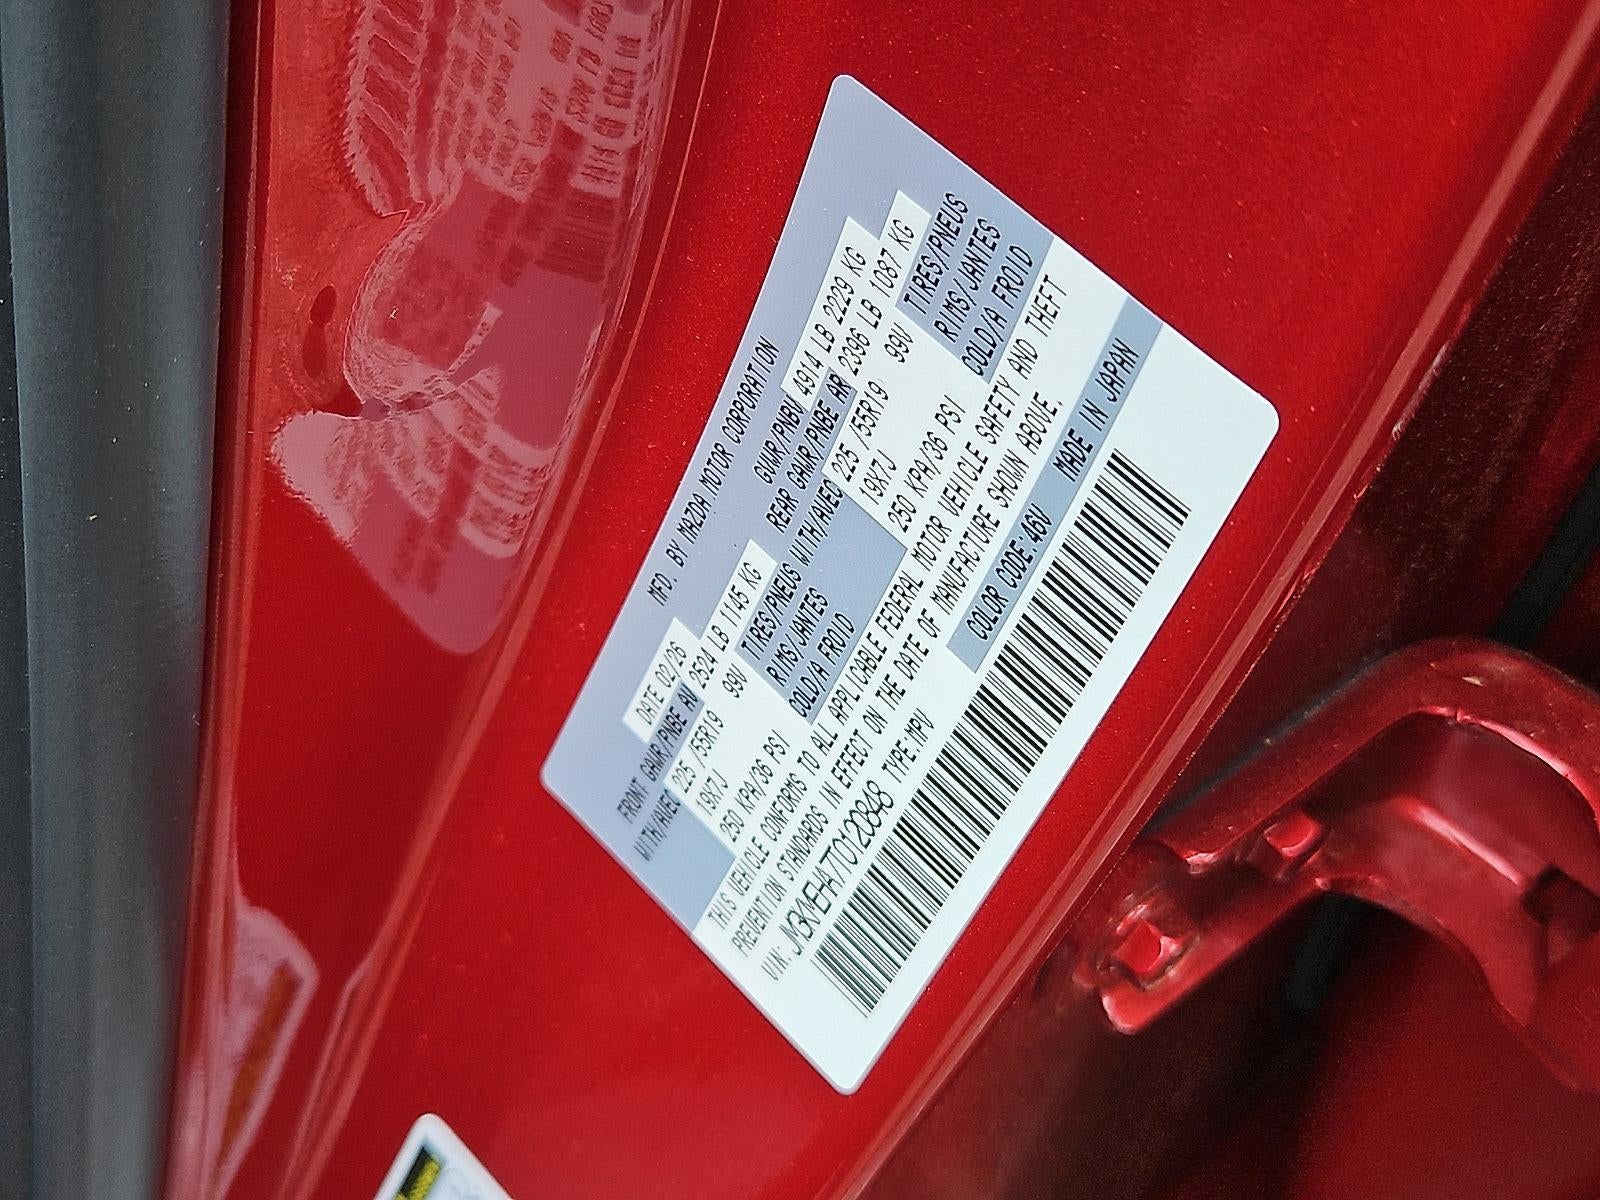 MFD. BY MAZDA MOTOR CORPORATION
DATE 02/26 GVWR/PNBV 4914 LB 2229 KG
FRONT GAWR/PNBE AV 2524 LB 1145 KG REAR GAWR/PNBE AR 2396 LB 1087 KG
WITH/AVEC 225 /55R19 99V TIRES/PNEUS WITH/AVEC 225 /55R19 99V TIRES/PNEUS
19X7J RIMS/JANTES 19X7J RIMS/JANTES
250 KPA/36 PSI COLD/A FROID 250 KPA/36 PSI COLD/A FROID
THIS VEHICLE CONFORMS TO ALL APPLICABLE FEDERAL MOTOR VEHICLE SAFETY AND THEFT
PREVENTION STANDARDS IN EFFECT ON THE DATE OF MANUFACTURE SHOWN ABOVE.
VIN: JM3KMEHA7T0120848 TYPE:MPV COLOR CODE:46V MADE IN JAPAN